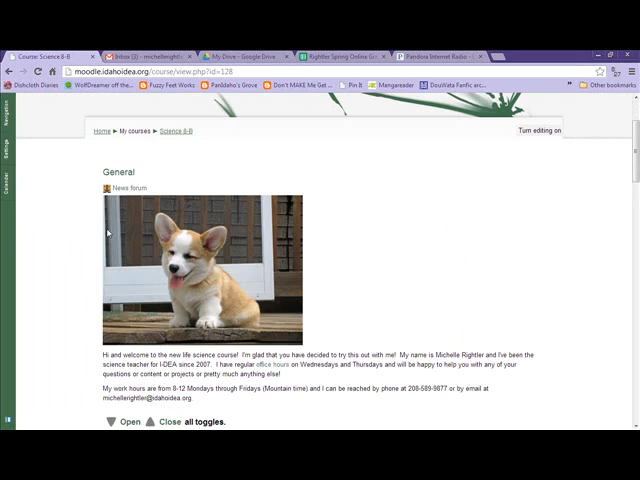 Course: Science 8-B
Inbox (1) - michellerightle
My Drive - Google Drive
Rightler Spring Online Gro
Pandora Internet Radio - L
moodle.idahoidea.org/course/view.php?id=128
Dishcloth Diaries
WolfDreamer off the...
Fuzzy Feet Works
PanIdaho's Grove
Don't MAKE Me Get ...
Pin It
Mangareader
DouWata Fanfic arc...
Other bookmarks
Navigation
Settings
Calendar
Home ► My courses ► Science 8-B
Turn editing on
General
News forum
Hi and welcome to the new life science course! I'm glad that you have decided to try this out with me! My name is Michelle Rightler and I've been the
science teacher for I-DEA since 2007. I have regular office hours on Wednesdays and Thursdays and will be happy to help you with any of your
questions or content or projects or pretty much anything else!
My work hours are from 8-12 Mondays through Fridays (Mountain time) and I can be reached by phone at 208-589-9877 or by email at
michellerightler@idahoidea.org.
Open Close all toggles.